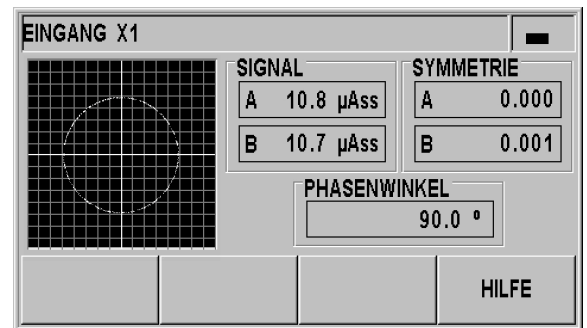 EINGANG X1
SIGNAL
A 10.8 µAss
B 10.7 µAss
SYMMETRIE
A 0.000
B 0.001
PHASENWINKEL
90.0 °
HILFE